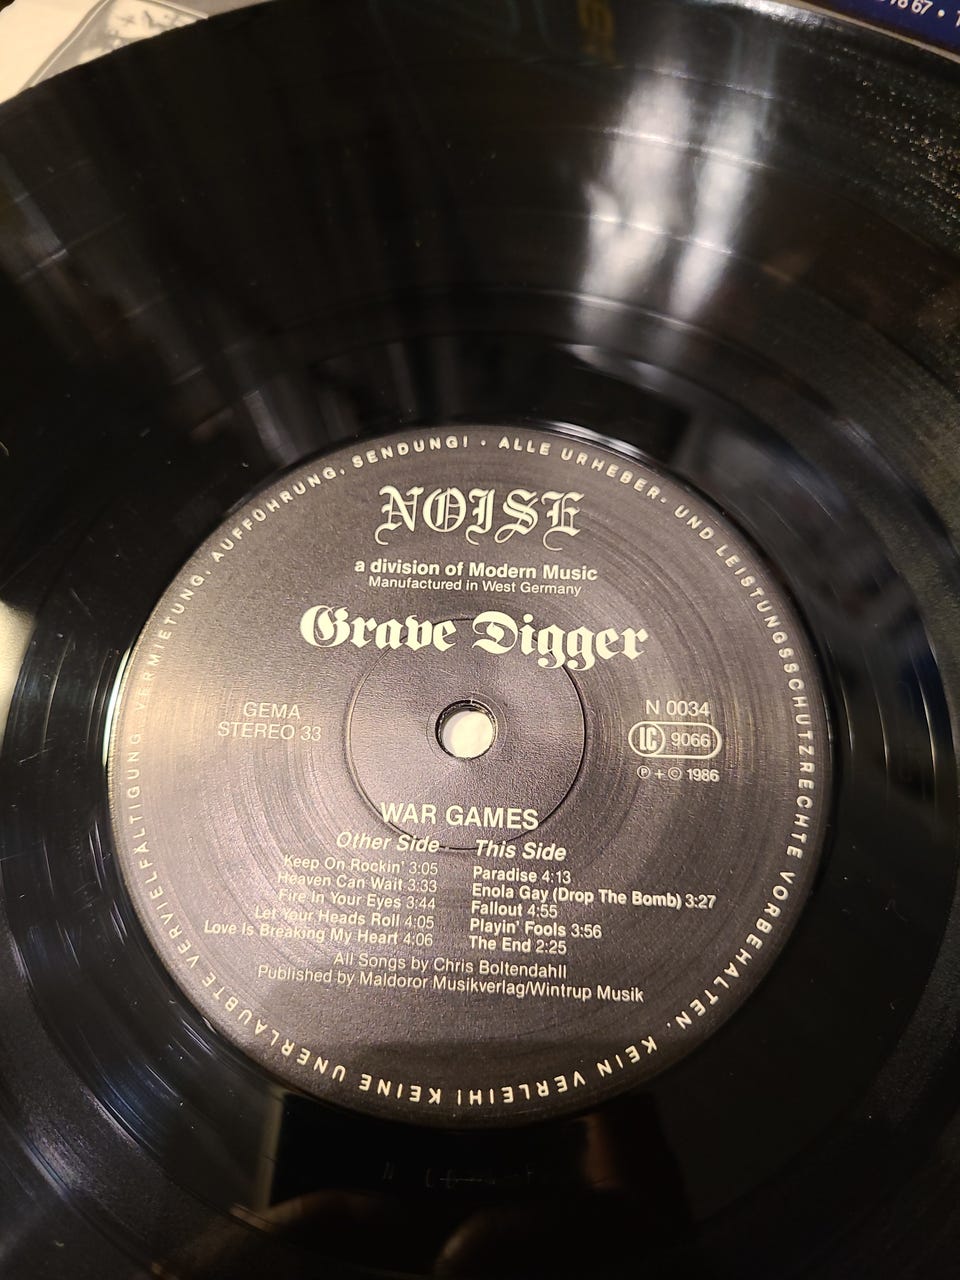 78 67 •
ALLE URHEBER- UND LEISTUNGSSCHUTZRECHTE VORBEHALTEN. KEIN VERLEIH! KEINE UNERLAUBTE VERVIELFÄLTIGUNG, VERMIETUNG, AUFFÜHRUNG, SENDUNG! ·
NOISE
a division of Modern Music
Manufactured in West Germany
Grave Digger
GEMA
STEREO 33
N 0034
LC 9066
℗ + © 1986
WAR GAMES
Other Side
Keep On Rockin' 3:05
Heaven Can Wait 3:33
Fire In Your Eyes 3:44
Let Your Heads Roll 4:05
Love Is Breaking My Heart 4:06
This Side
Paradise 4:13
Enola Gay (Drop The Bomb) 3:27
Fallout 4:55
Playin' Fools 3:56
The End 2:25
All Songs by Chris Boltendahll
Published by Maldoror Musikverlag/Wintrup Musik